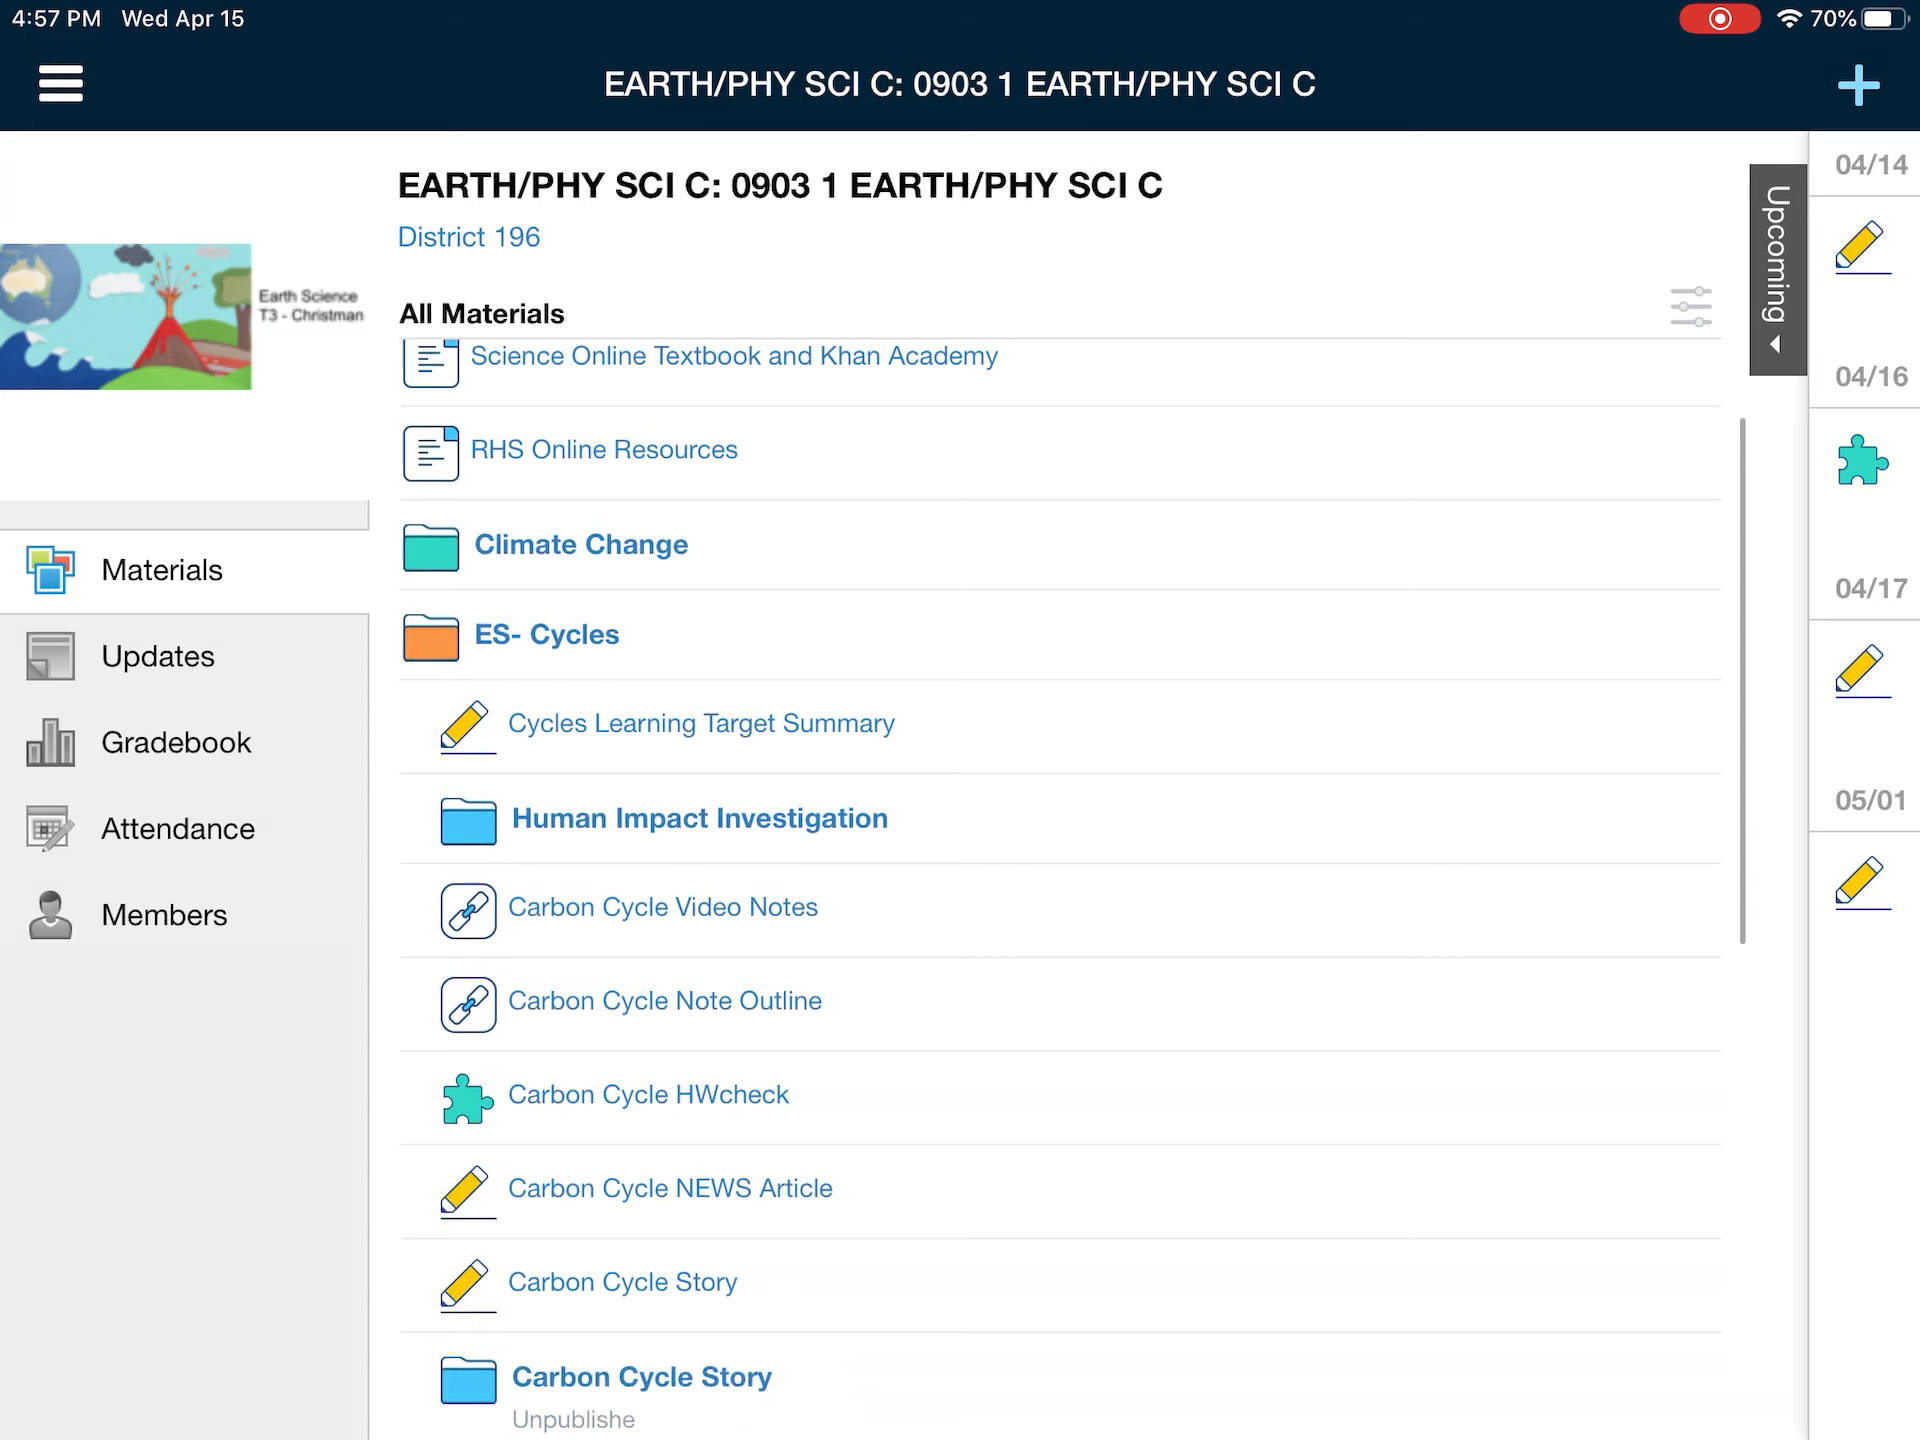 4:57 PM Wed Apr 15
70%
EARTH/PHY SCI C: 0903 1 EARTH/PHY SCI C
EARTH/PHY SCI C: 0903 1 EARTH/PHY SCI C
District 196
Earth Science
T3 - Christman
All Materials
Science Online Textbook and Khan Academy
RHS Online Resources
Climate Change
ES- Cycles
Cycles Learning Target Summary
Human Impact Investigation
Carbon Cycle Video Notes
Carbon Cycle Note Outline
Carbon Cycle HWcheck
Carbon Cycle NEWS Article
Carbon Cycle Story
Carbon Cycle Story
Unpublishe
Materials
Updates
Gradebook
Attendance
Members
Upcoming
04/14
04/16
04/17
05/01